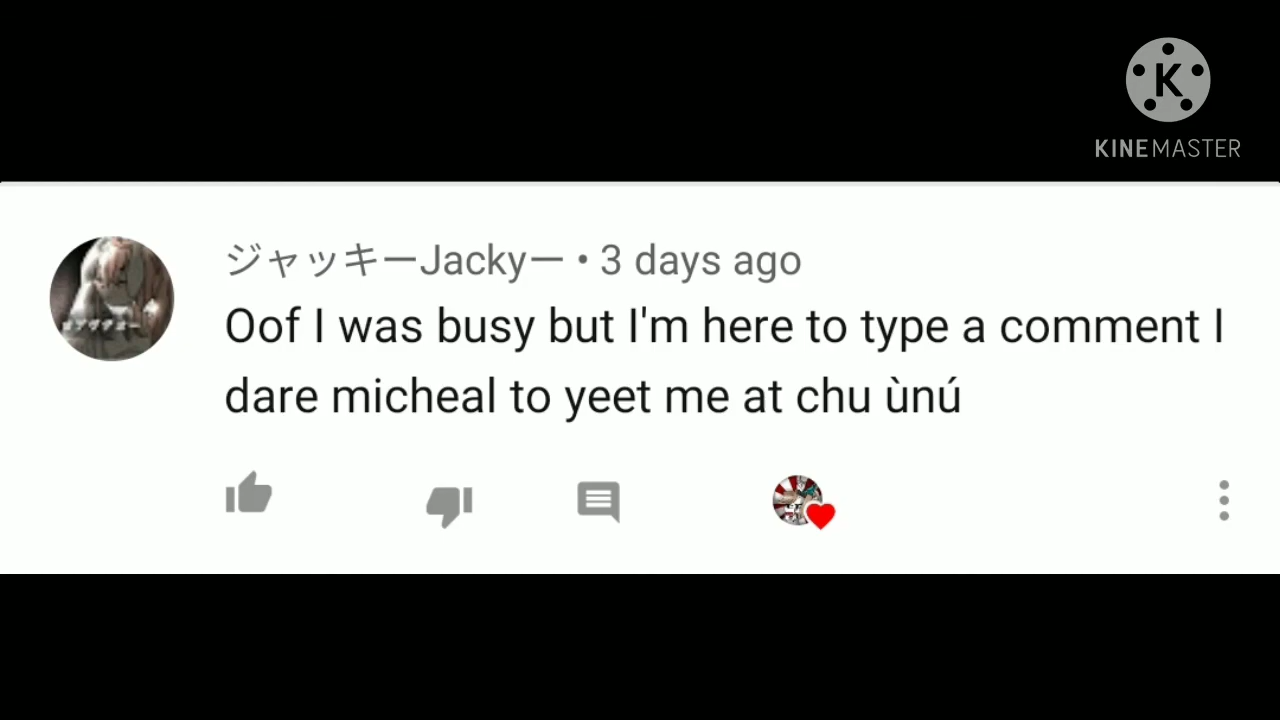 K
KINEMASTER
ジャッキーJackyー • 3 days ago
Oof I was busy but I'm here to type a comment I
dare micheal to yeet me at chu ùnú